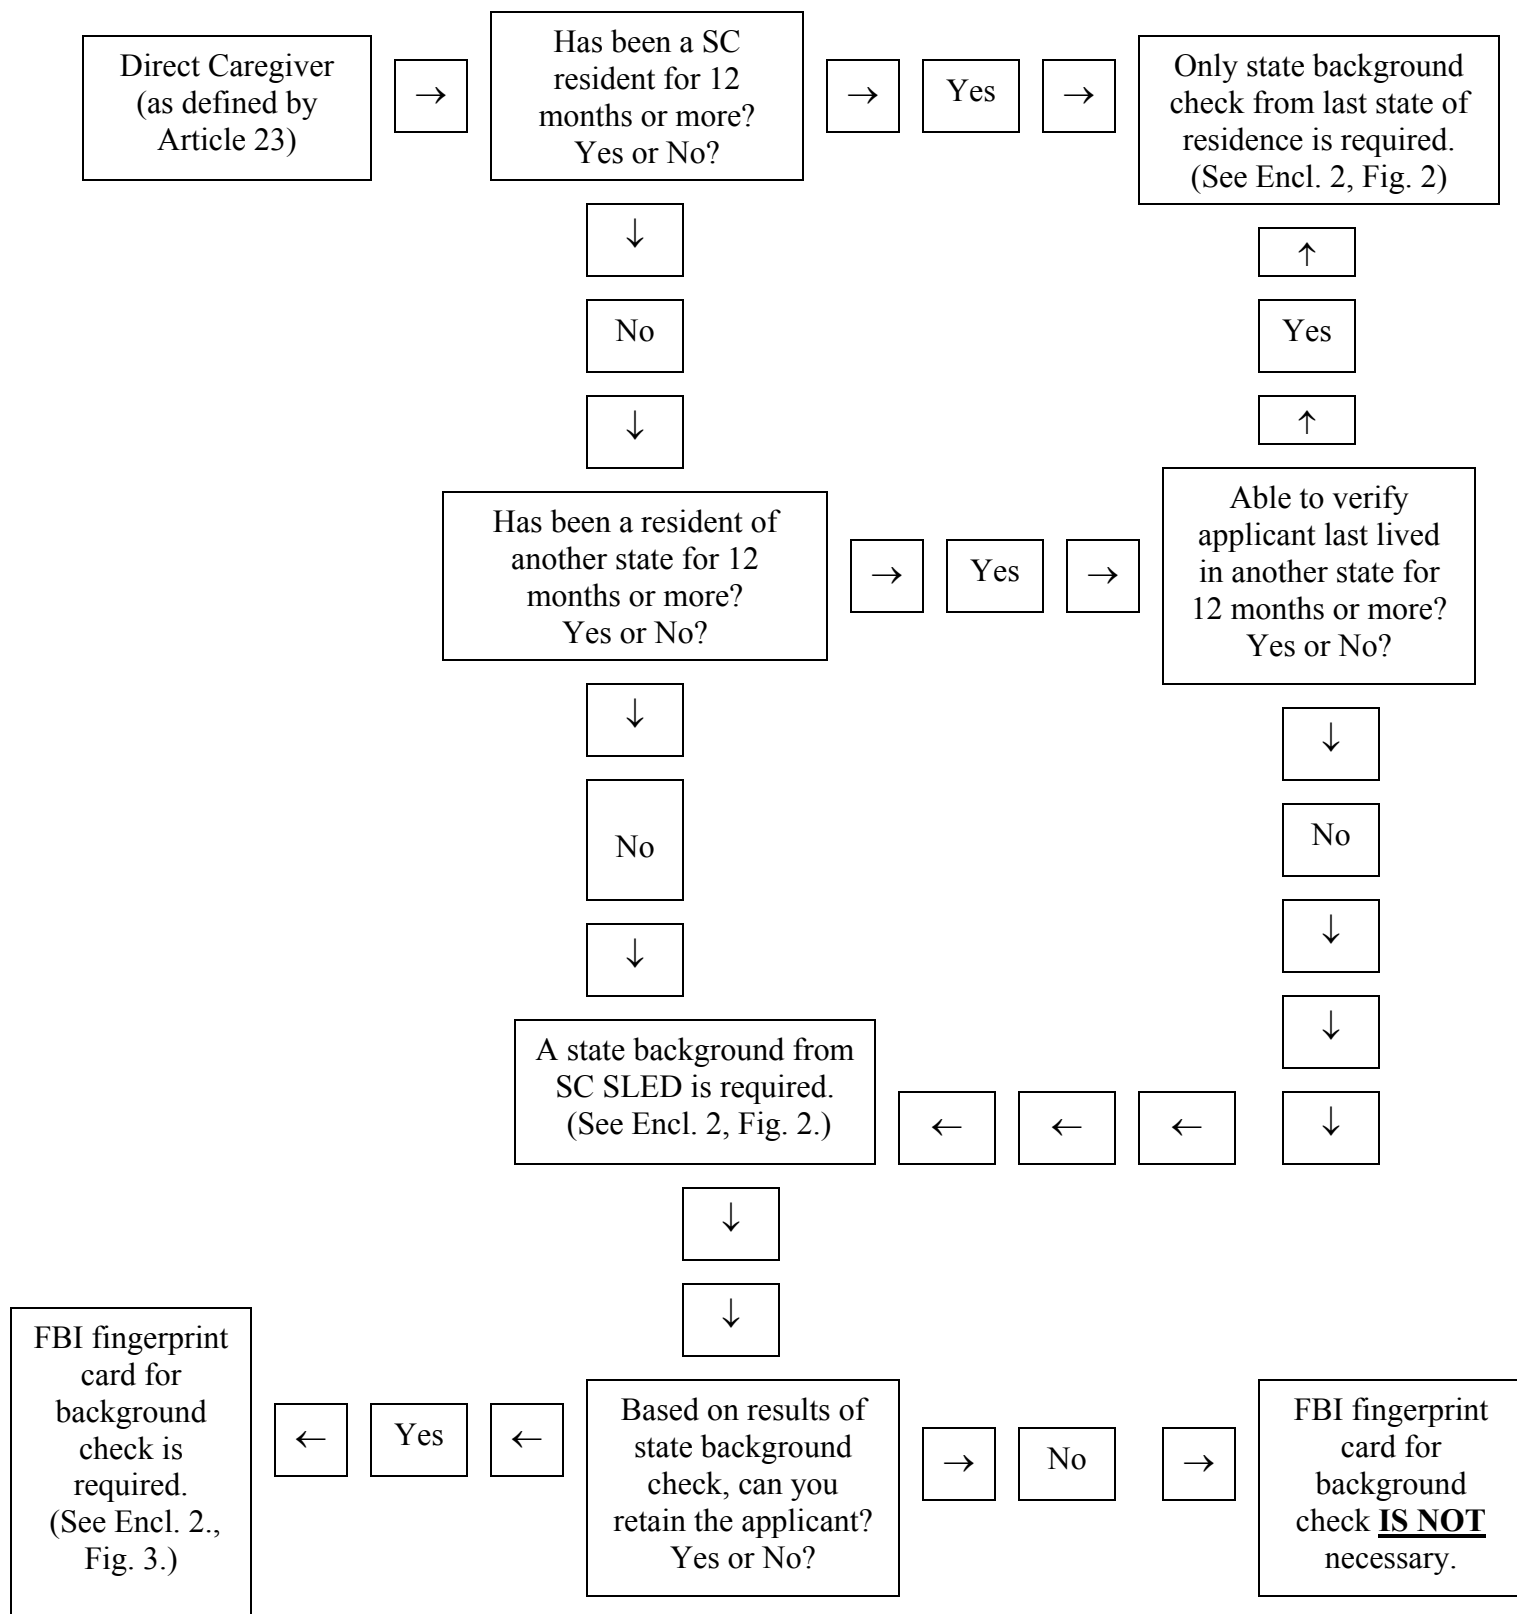 Direct Caregiver
(as defined by
Article 23)
→
Has been a SC
resident for 12
months or more?
Yes or No?
→
Yes
→
Only state background
check from last state of
residence is required.
(See Encl. 2, Fig. 2)
↓
No
↓
↑
Yes
↑
Has been a resident of
another state for 12
months or more?
Yes or No?
→
Yes
→
Able to verify
applicant last lived
in another state for
12 months or more?
Yes or No?
↓
No
↓
↓
No
↓
↓
↓
A state background from
SC SLED is required.
(See Encl. 2, Fig. 2.)
←
←
←
↓
↓
FBI fingerprint
card for
background
check is
required.
(See Encl. 2.,
Fig. 3.)
←
Yes
←
Based on results of
state background
check, can you
retain the applicant?
Yes or No?
→
No
→
FBI fingerprint
card for
background
check IS NOT
necessary.